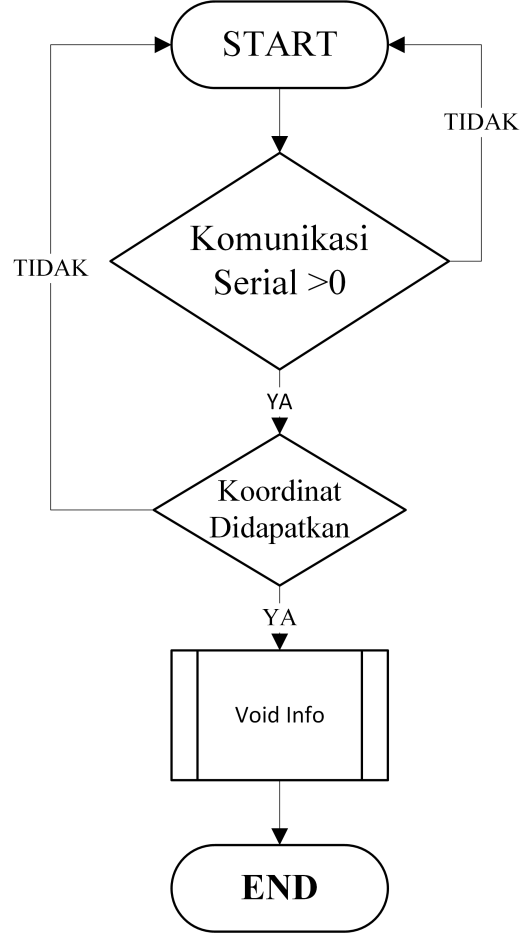 START
TIDAK
Komunikasi
Serial >0
TIDAK
YA
Koordinat
Didapatkan
YA
Void Info
END